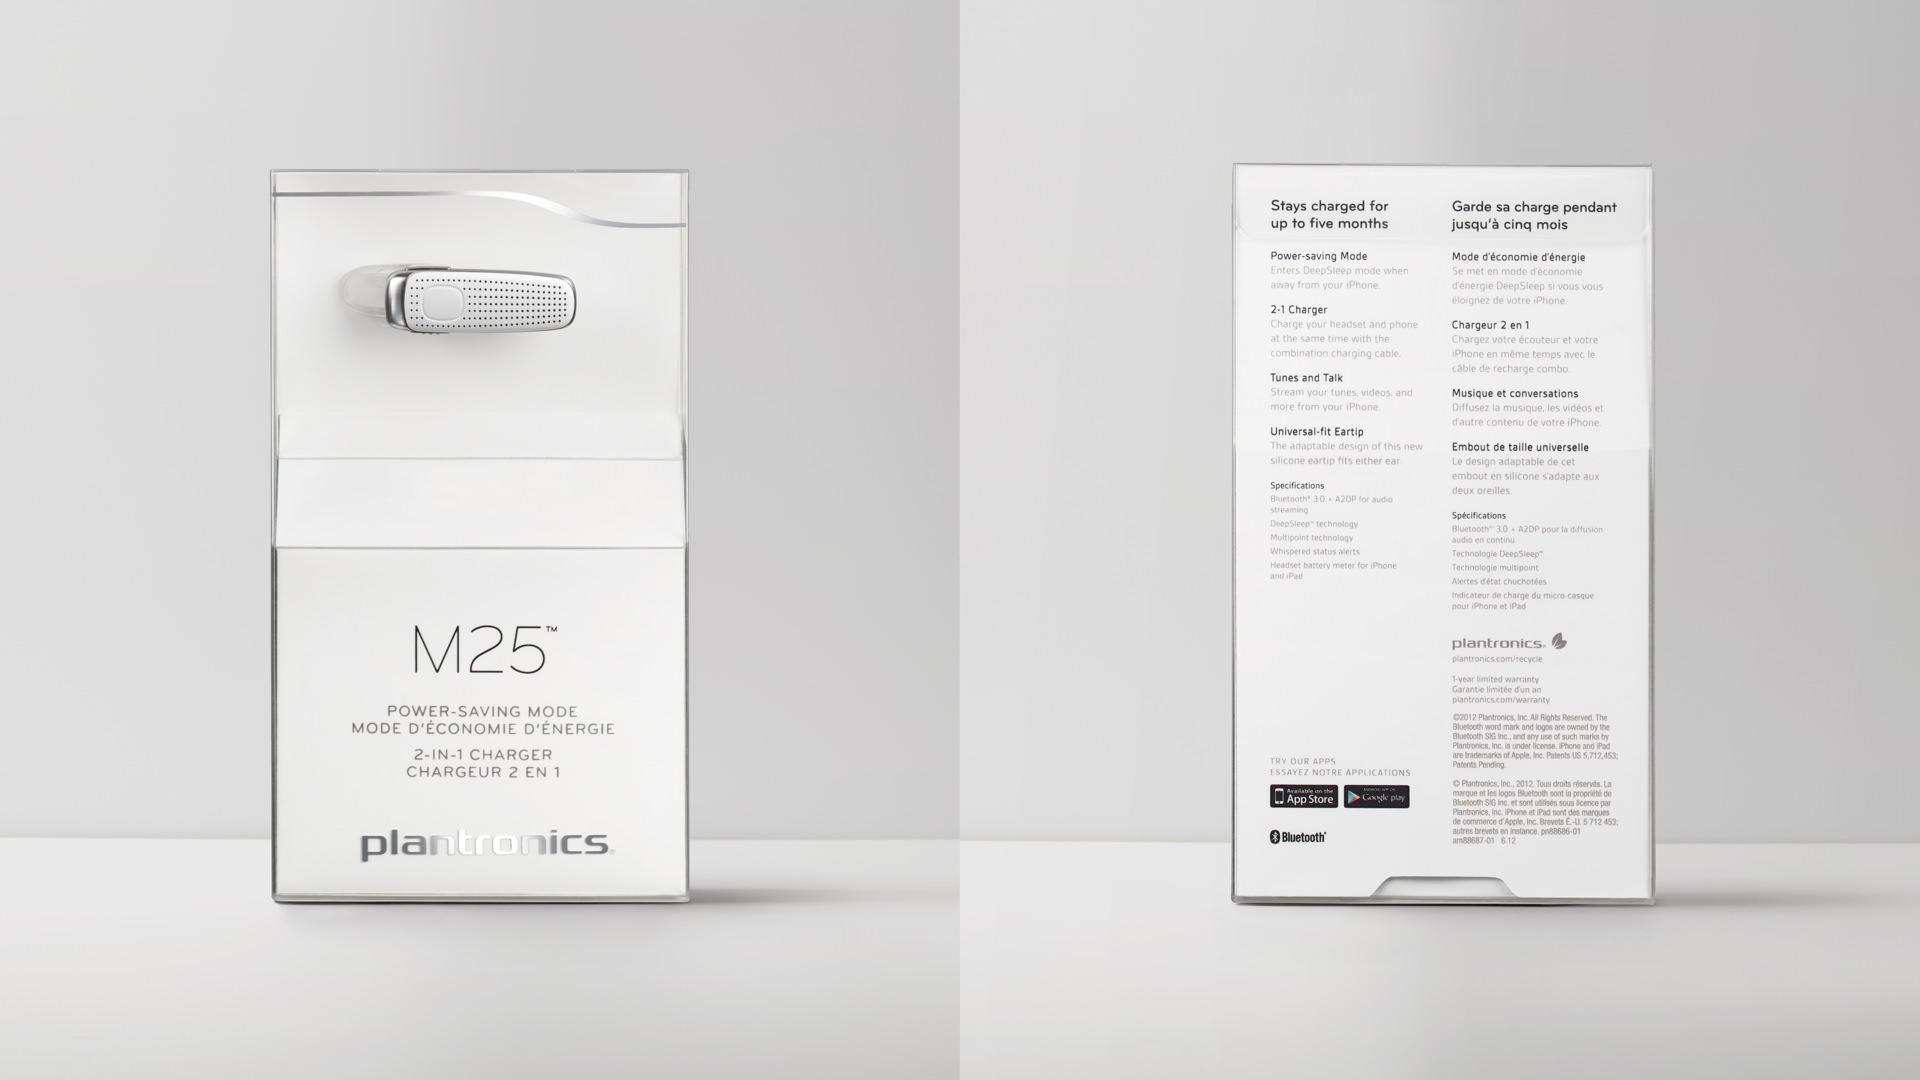 M25™
POWER-SAVING MODE
MODE D'ÉCONOMIE D'ÉNERGIE
2-IN-1 CHARGER
CHARGEUR 2 EN 1
plantronics®
Stays charged for
up to five months
Power-saving Mode
Enters DeepSleep mode when
away from your iPhone.
2-1 Charger
Charge your headset and phone
at the same time with the
combination charging cable.
Tunes and Talk
Stream your tunes, videos, and
more from your iPhone.
Universal-fit Eartip
The adaptable design of this new
silicone eartip fits either ear.
Specifications
Bluetooth® 3.0 + A2DP for audio
streaming
DeepSleep™ technology
Multipoint technology
Whispered status alerts
Headset battery meter for iPhone
and iPad
TRY OUR APPS
ESSAYEZ NOTRE APPLICATIONS
Available on the
App Store
ANDROID APP ON
Google play
Bluetooth®
Garde sa charge pendant
jusqu'à cinq mois
Mode d'économie d'énergie
Se met en mode d'économie
d'énergie DeepSleep si vous vous
éloignez de votre iPhone.
Chargeur 2 en 1
Chargez votre écouteur et votre
iPhone en même temps avec le
câble de recharge combo.
Musique et conversations
Diffusez la musique, les vidéos et
d'autre contenu de votre iPhone.
Embout de taille universelle
Le design adaptable de cet
embout en silicone s'adapte aux
deux oreilles.
Spécifications
Bluetooth™ 3.0 + A2DP pour la diffusion
audio en continu
Technologie DeepSleep™
Technologie multipoint
Alertes d'état chuchotées
Indicateur de charge du micro-casque
pour iPhone et iPad
plantronics®
plantronics.com/recycle
1-year limited warranty
Garantie limitée d'un an
plantronics.com/warranty
©2012 Plantronics, Inc. All Rights Reserved. The
Bluetooth word mark and logos are owned by the
Bluetooth SIG Inc., and any use of such marks by
Plantronics, Inc. is under license. iPhone and iPad
are trademarks of Apple, Inc. Patents US 5,712,453;
Patents Pending.
© Plantronics, Inc., 2012. Tous droits réservés. La
marque et les logos Bluetooth sont la propriété de
Bluetooth SIG Inc. et sont utilisés sous licence par
Plantronics, Inc. iPhone et iPad sont des marques
de commerce d'Apple, Inc. Brevets É.-U. 5 712 453;
autres brevets en instance. pn88686-01
am88687-01 6.12